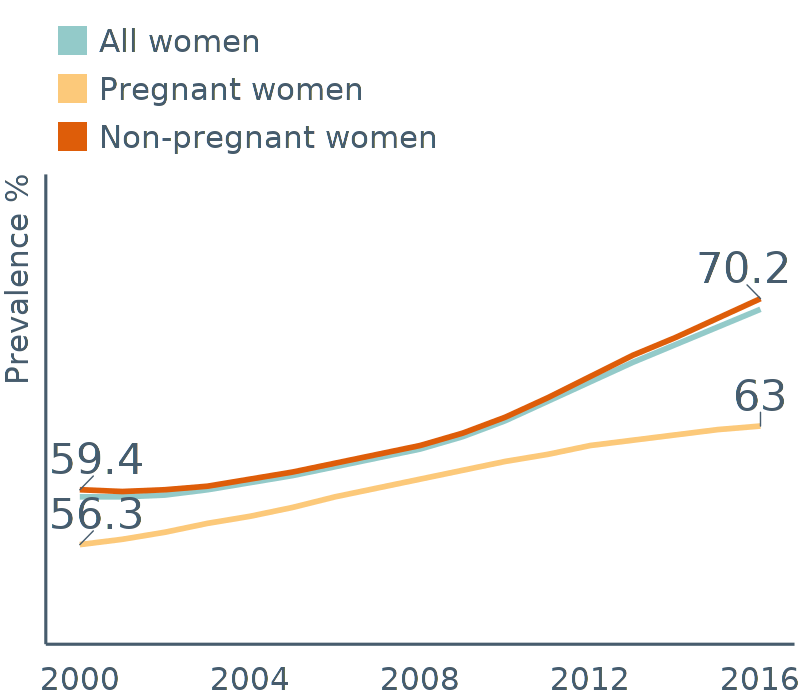 All women
Pregnant women
Non-pregnant women
Prevalence %
70.2
63
59.4
56.3
2000 2004 2008 2012 2016